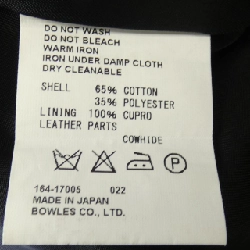 DO NOT WASH
DO NOT BLEACH
WARM IRON
IRON UNDER DAMP CLOTH
DRY CLEANABLE
SHELL 65% COTTON
35% POLYESTER
LINING 100% CUPRO
LEATHER PARTS
COWHIDE
P
164-17005 022
MADE IN JAPAN
BOWLES CO., LTD.